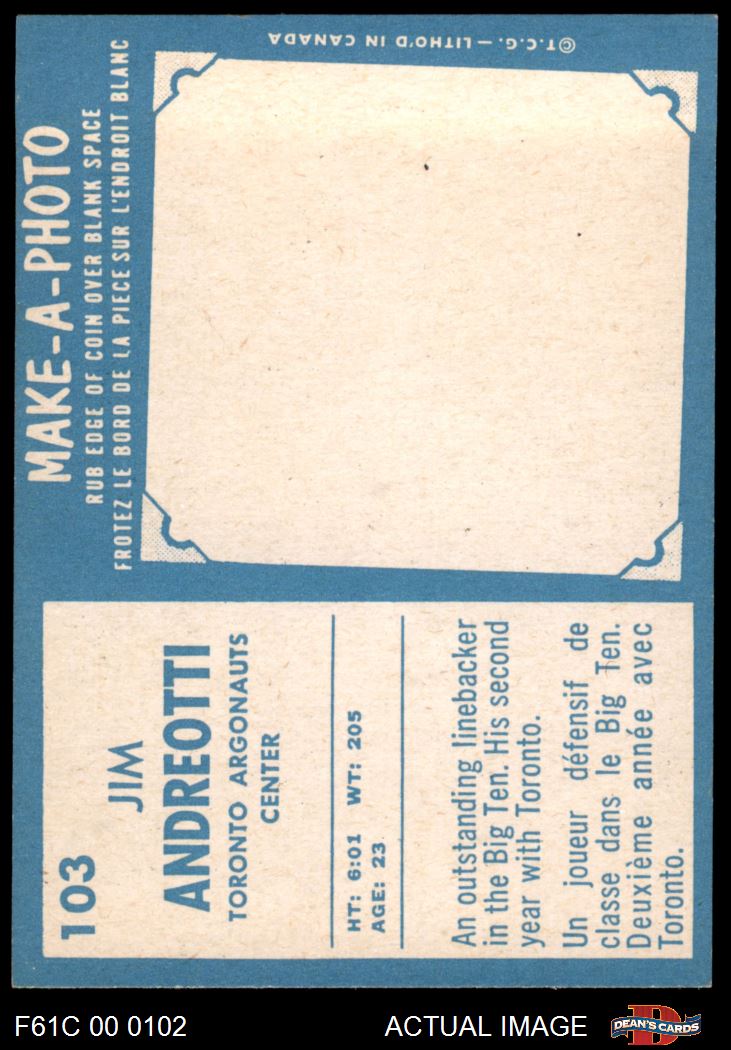 MAKE-A-PHOTO
RUB EDGE OF COIN OVER BLANK SPACE
FROTEZ LE BORD DE LA PIECE SUR L'ENDROIT BLANC
©T.C.G. — LITHO'D IN CANADA
103
JIM
ANDREOTTI
TORONTO ARGONAUTS
CENTER
HT: 6:01 WT: 205
AGE: 23
An outstanding linebacker
in the Big Ten. His second
year with Toronto.
Un joueur défensif de
classe dans le Big Ten.
Deuxième année avec
Toronto.
F61C 00 0102
ACTUAL IMAGE
DEAN'S CARDS